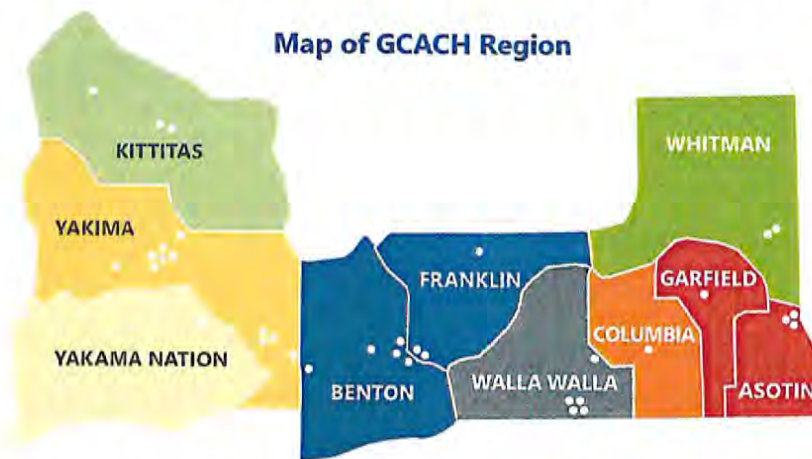 Map of GCACH Region
KITTITAS
WHITMAN
YAKIMA
FRANKLIN
GARFIELD
COLUMBIA
YAKAMA NATION
BENTON
WALLA WALLA
ASOTIN